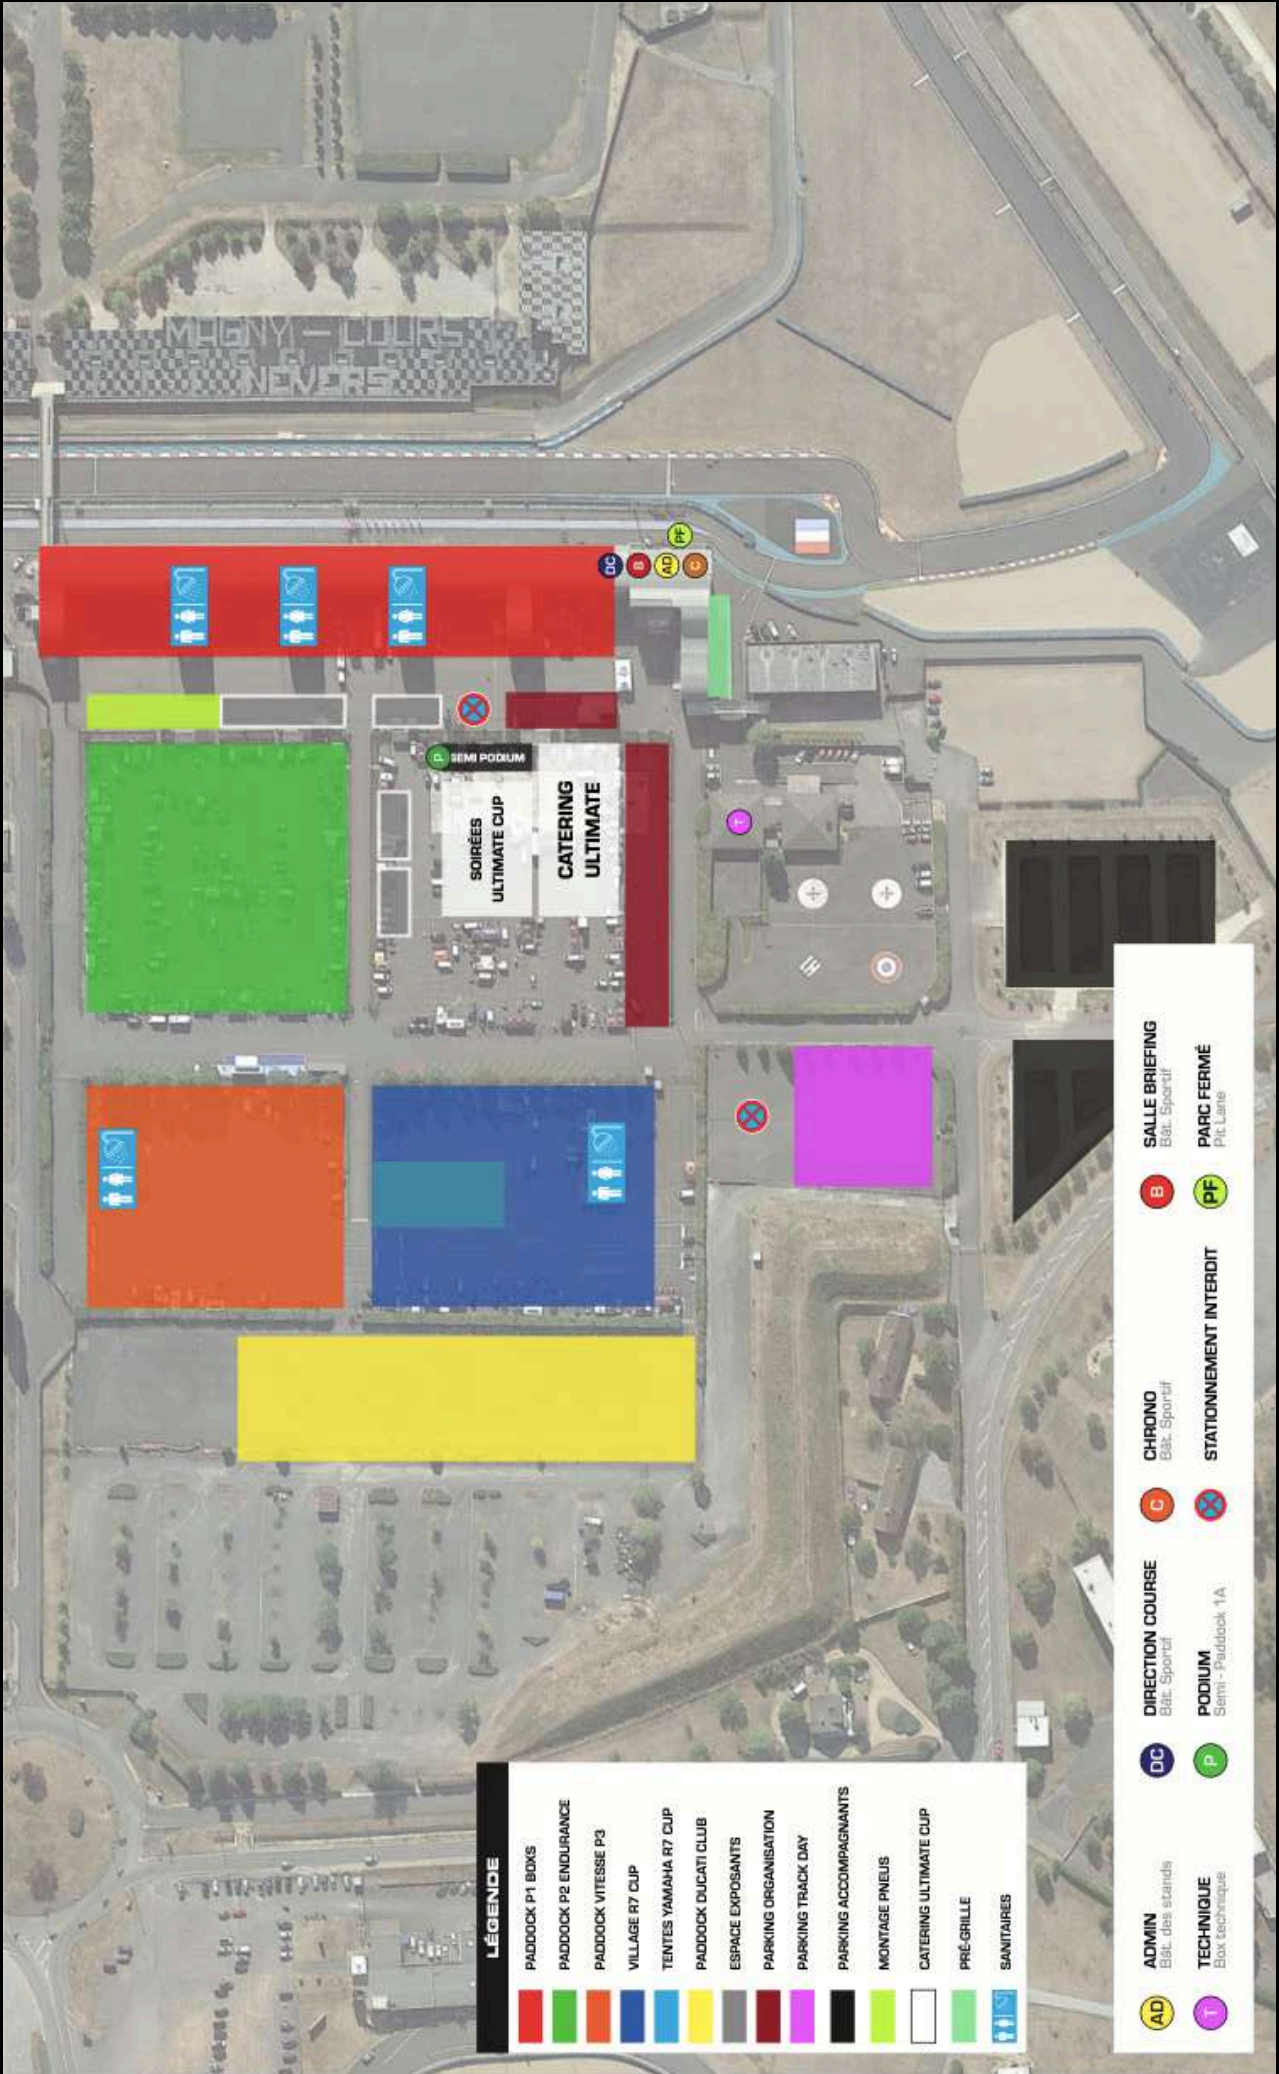 MAGNY - COURS
NEVERS
DC
B
AD
C
PF
P
SEMI PODIUM
SOIRÉES
ULTIMATE CUP
CATERING
ULTIMATE
T
H
LÉGENDE
PADDOCK P1 BOXS
PADDOCK P2 ENDURANCE
PADDOCK VITESSE P3
VILLAGE R7 CUP
TENTES YAMAHA R7 CUP
PADDOCK DUCATI CLUB
ESPACE EXPOSANTS
PARKING ORGANISATION
PARKING TRACK DAY
PARKING ACCOMPAGNANTS
MONTAGE PNEUS
CATERING ULTIMATE CUP
PRÉ-GRILLE
SANITAIRES
AD
ADMIN
Bât. des stands
DC
DIRECTION COURSE
Bât. Sportif
C
CHRONO
Bât. Sportif
B
SALLE BRIEFING
Bât. Sportif
T
TECHNIQUE
Box technique
P
PODIUM
Semi - Paddock 1A
STATIONNEMENT INTERDIT
PF
PARC FERMÉ
Pit Lane